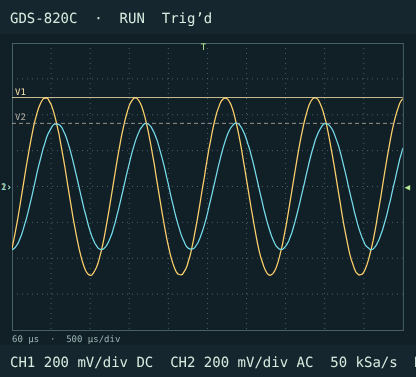 GDS-820C · RUN Trig’d
T
V1
V2
60 µs · 500 µs/div
CH1 200 mV/div DC CH2 200 mV/div AC 50 kSa/s